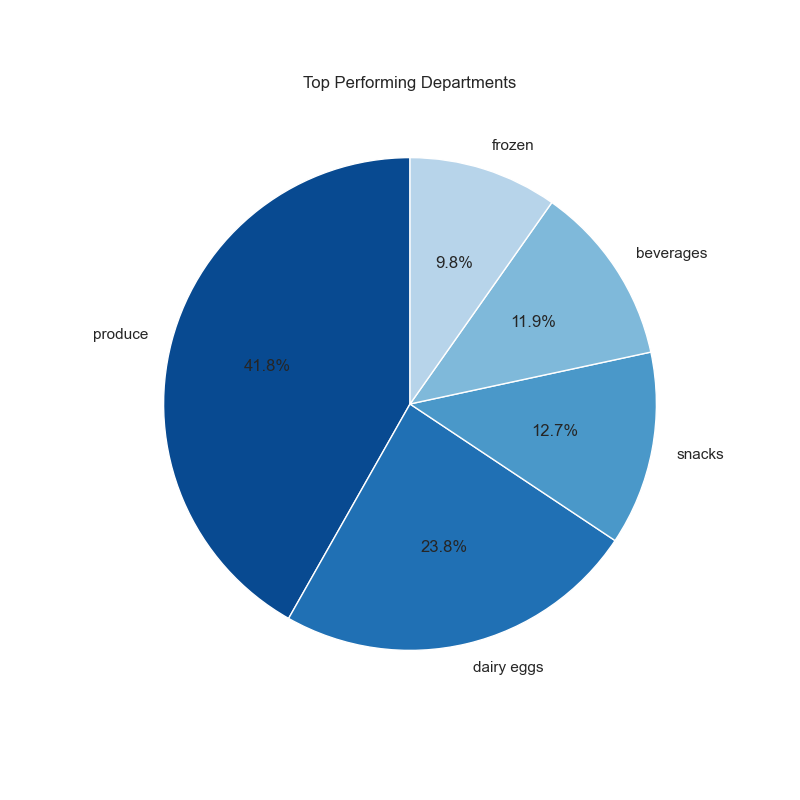 Top Performing Departments
frozen
9.8%
beverages
11.9%
produce
41.8%
12.7%
snacks
23.8%
dairy eggs